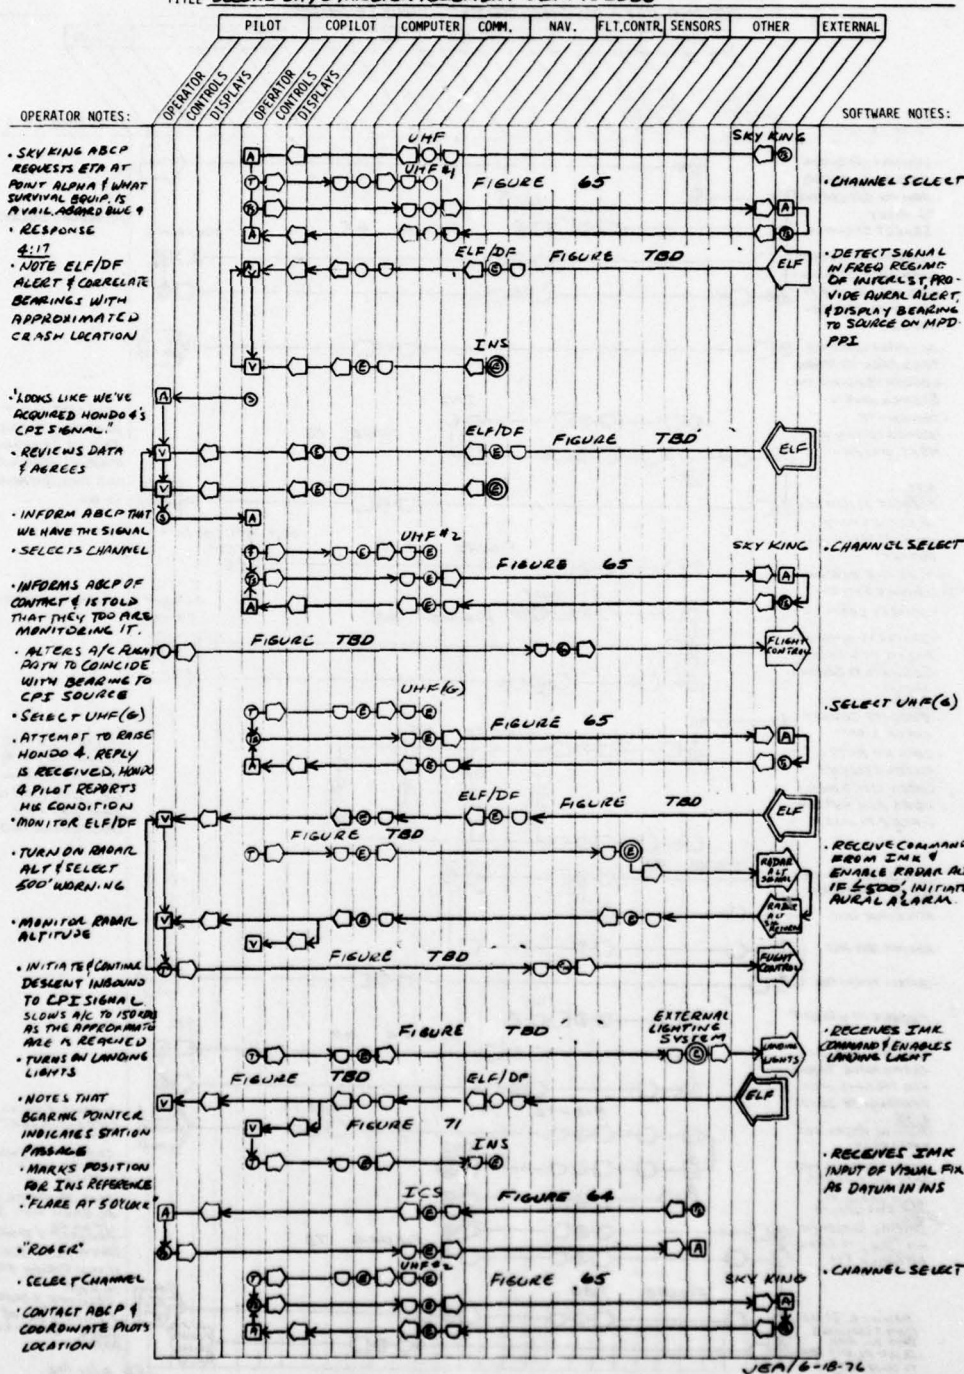 TITLE
PILOT COPILOT COMPUTER COMM. NAV. FLT.CONTR. SENSORS OTHER EXTERNAL
OPERATOR CONTROLS DISPLAYS OPERATOR CONTROLS DISPLAYS
OPERATOR NOTES:
SOFTWARE NOTES:
• SKY KING ABCP
REQUESTS ETA AT
POINT ALPHA & WHAT
SURVIVAL EQUIP. IS
AVAIL. ABOARD BLUE 4
• RESPONSE
4:17
• NOTE ELF/DF
ALERT & CORRELATE
BEARINGS WITH
APPROXIMATED
CRASH LOCATION
UHF
SKY KING
UHF #1
FIGURE 65
• CHANNEL SELECT
ELF/DF
FIGURE TBD
ELF
• DETECT SIGNAL
IN FREQ REGIME
OF INTEREST, PRO-
VIDE AURAL ALERT,
& DISPLAY BEARING
TO SOURCE ON MPD-
PPI
INS
• "LOOKS LIKE WE'VE
ACQUIRED HONDO 4'S
CPI SIGNAL."
• REVIEWS DATA
& AGREES
ELF/DF
FIGURE TBD
ELF
• INFORM ABCP THAT
WE HAVE THE SIGNAL
• SELECTS CHANNEL
UHF #2
FIGURE 65
SKY KING
• CHANNEL SELECT
• INFORMS ABCP OF
CONTACT & IS TOLD
THAT THEY TOO ARE
MONITORING IT.
• ALTERS A/C FLIGHT
PATH TO COINCIDE
WITH BEARING TO
CPI SOURCE
FIGURE TBD
FLIGHT
CONTROL
• SELECT UHF(G)
• ATTEMPT TO RAISE
HONDO 4. REPLY
IS RECEIVED, HONDO
4 PILOT REPORTS
HIS CONDITION
UHF(G)
FIGURE 65
• SELECT UHF(G)
• MONITOR ELF/DF
ELF/DF
FIGURE TBD
ELF
• TURN ON RADAR
ALT & SELECT
500' WARNING
FIGURE TBD
RADAR
ALT
SIGNAL
• RECEIVE COMMAND
FROM IMK &
ENABLE RADAR AL
IF ≤ 500', INITIATE
AURAL ALARM.
• MONITOR RADAR
ALTITUDE
RADAR
ALT
RETURN
• INITIATE & CONTINUE
DESCENT INBOUND
TO CPI SIGNAL.
SLOWS A/C TO 150
AS THE
IS REACHED
FIGURE TBD
FLIGHT
CONTROL
• TURNS ON LANDING
LIGHTS
FIGURE TBD
EXTERNAL
LIGHTING
SYSTEM
LANDING
LIGHTS
• RECEIVES IMK
COMMAND & ENABLES
LANDING LIGHT
• NOTES THAT
BEARING POINTER
INDICATES STATION
PASSAGE
FIGURE TBD
ELF/DF
ELF
• MARKS POSITION
FOR INS REFERENCE
FIGURE 71
INS
• RECEIVES IMK
INPUT OF VISUAL FIX
AS DATUM IN INS
• "FLARE AT 5 O'CLOCK"
ICS
FIGURE 64
• "ROGER"
• SELECT CHANNEL
UHF #2
FIGURE 65
SKY KING
• CHANNEL SELECT
• CONTACT ABCP &
COORDINATE PILOTS
LOCATION
JEA/6-18-76